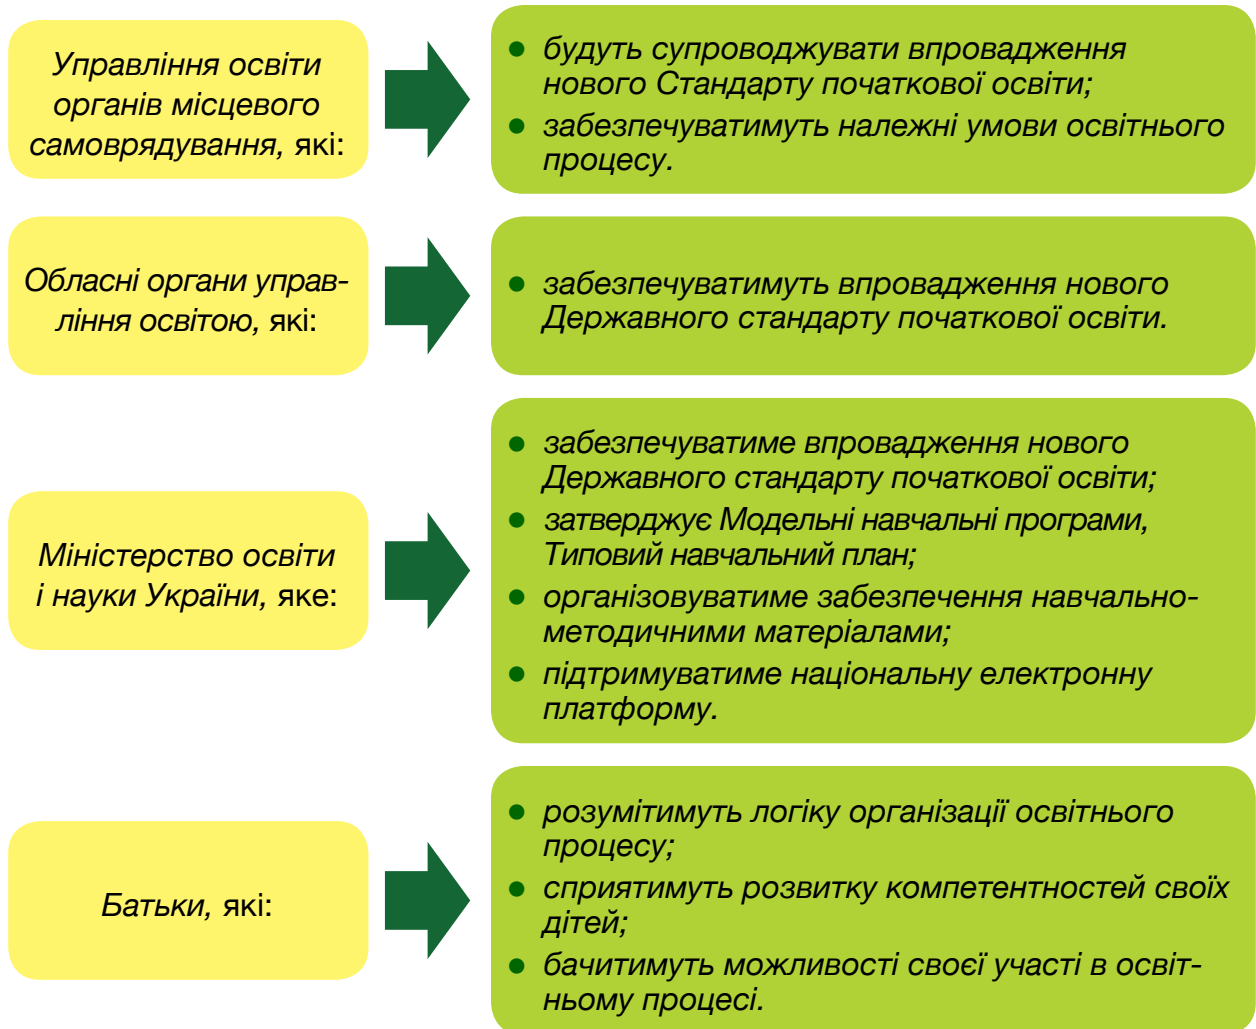 Управління освіти
органів місцевого
самоврядування, які:
● будуть супроводжувати впровадження
нового Стандарту початкової освіти;
● забезпечуватимуть належні умови освітнього
процесу.
Обласні органи управ-
ління освітою, які:
● забезпечуватимуть впровадження нового
Державного стандарту початкової освіти.
Міністерство освіти
і науки України, яке:
● забезпечуватиме впровадження нового
Державного стандарту початкової освіти;
● затверджує Модельні навчальні програми,
Типовий навчальний план;
● організовуватиме забезпечення навчально-
методичними матеріалами;
● підтримуватиме національну електронну
платформу.
Батьки, які:
● розумітимуть логіку організації освітнього
процесу;
● сприятимуть розвитку компетентностей своїх
дітей;
● бачитимуть можливості своєї участі в освіт-
ньому процесі.